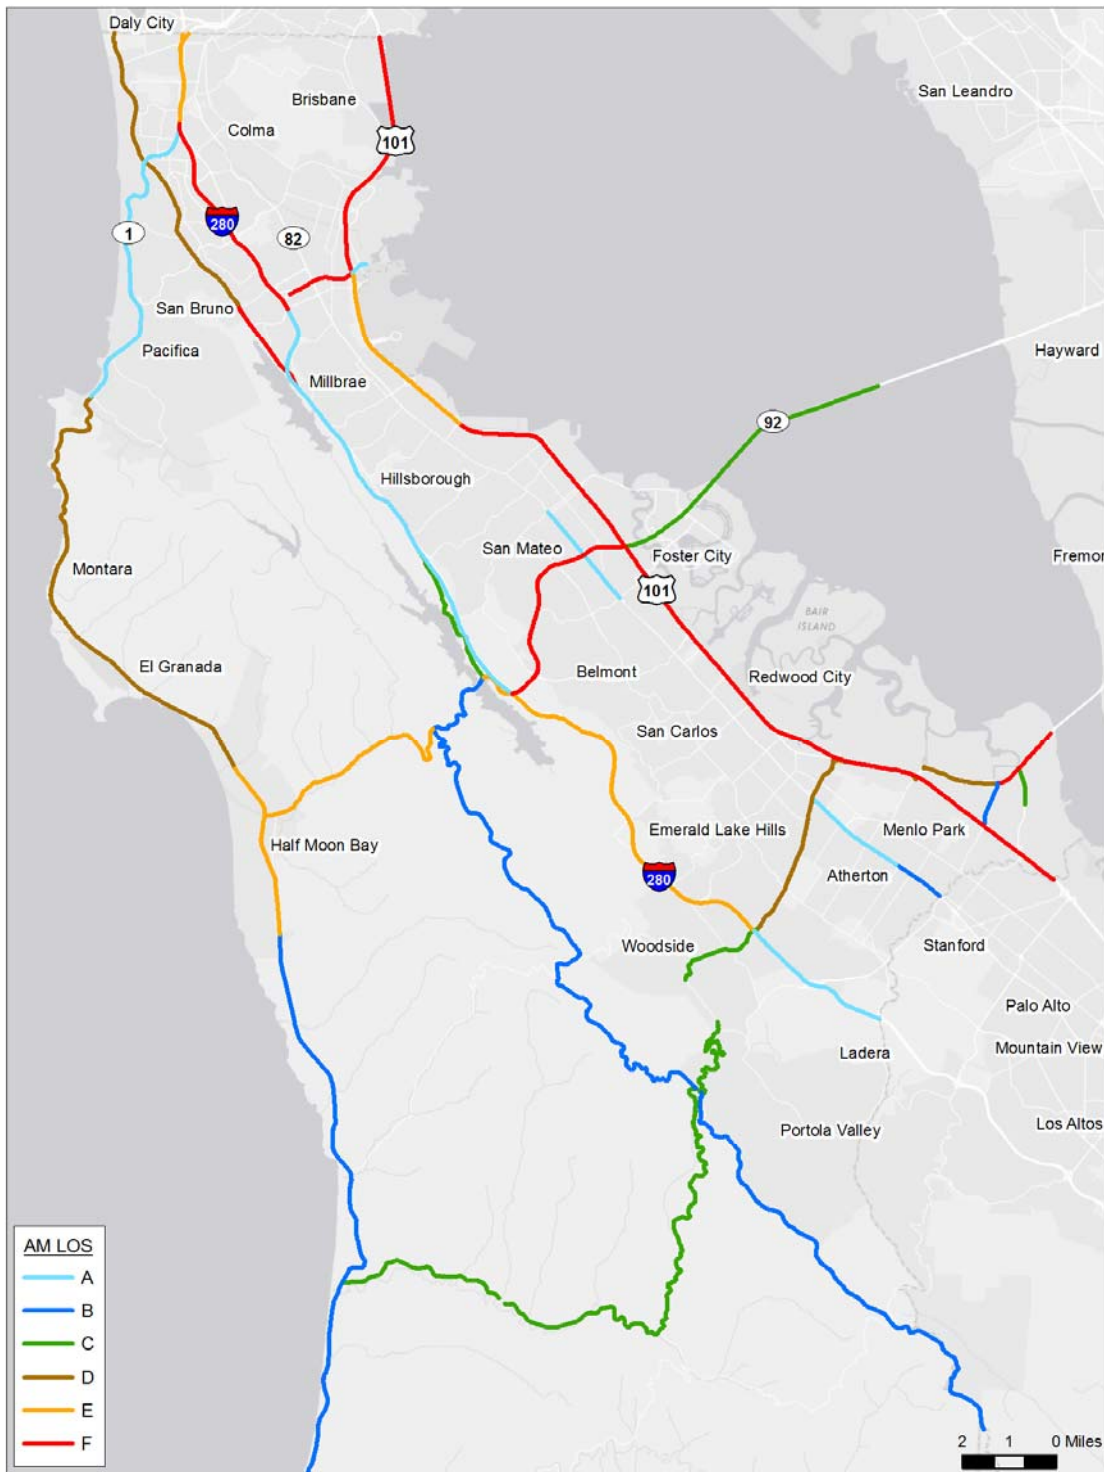 Daly City
San Leandro
Brisbane
Colma
101
280
82
1
San Bruno
Pacifica
Hayward
Millbrae
92
Hillsborough
San Mateo
Foster City
Fremor
Montara
101
BAIR
ISLAND
El Granada
Belmont
Redwood City
San Carlos
Half Moon Bay
Emerald Lake Hills
Menlo Park
280
Atherton
Woodside
Stanford
Palo Alto
Ladera
Mountain View
Portola Valley
Los Altos
AM LOS
A
B
C
D
E
F
2 1 0 Miles